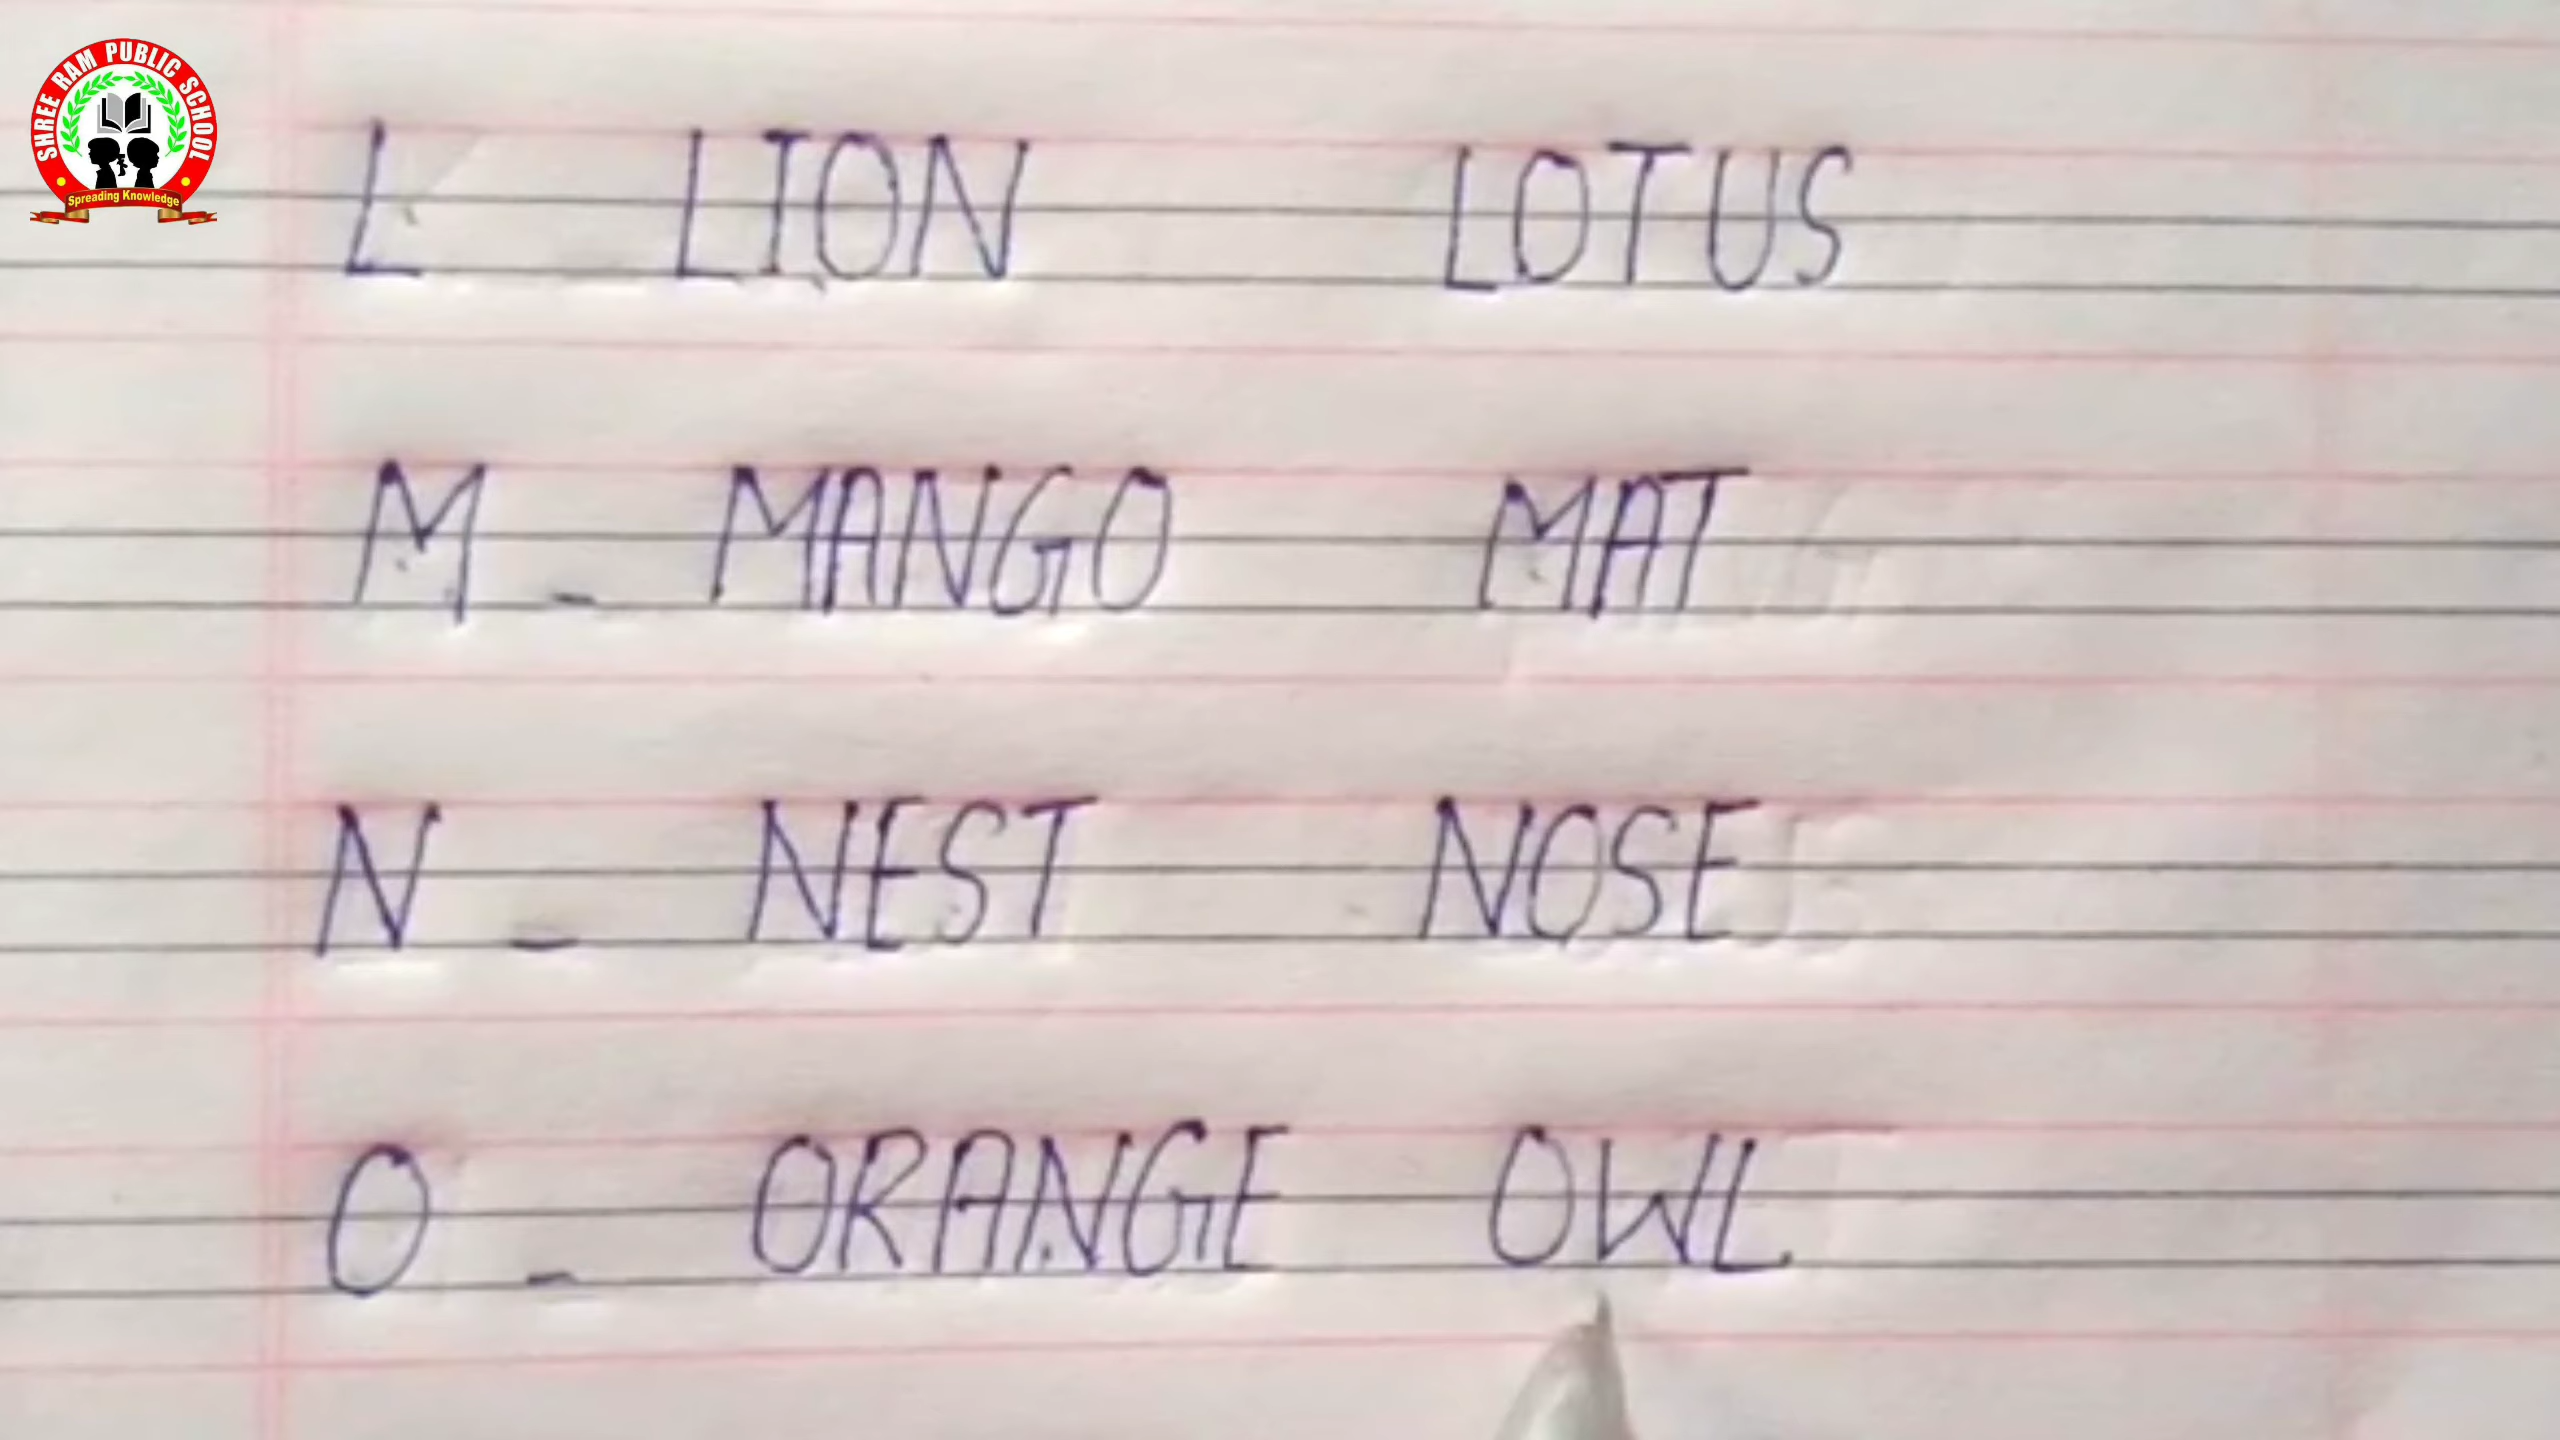 SHREE RAM PUBLIC SCHOOL
Spreading Knowledge
L _ LION LOTUS
M _ MANGO MAT
N _ NEST NOSE
O _ ORANGE OWL